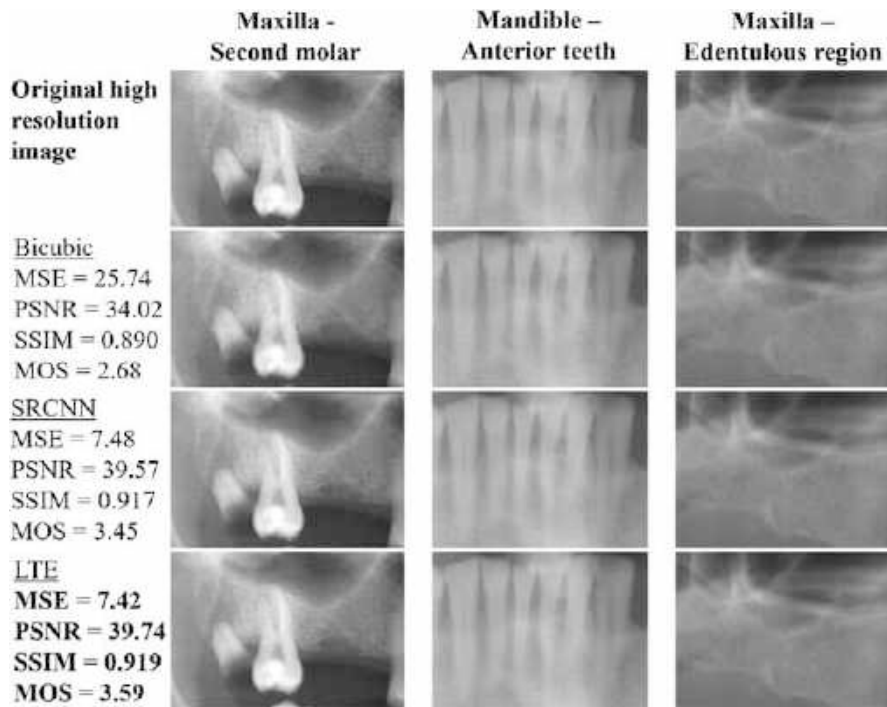 Maxilla -
Second molar
Mandible –
Anterior teeth
Maxilla –
Edentulous region
Original high
resolution
image
Bicubic
MSE = 25.74
PSNR = 34.02
SSIM = 0.890
MOS = 2.68
SRCNN
MSE = 7.48
PSNR = 39.57
SSIM = 0.917
MOS = 3.45
LTE
MSE = 7.42
PSNR = 39.74
SSIM = 0.919
MOS = 3.59